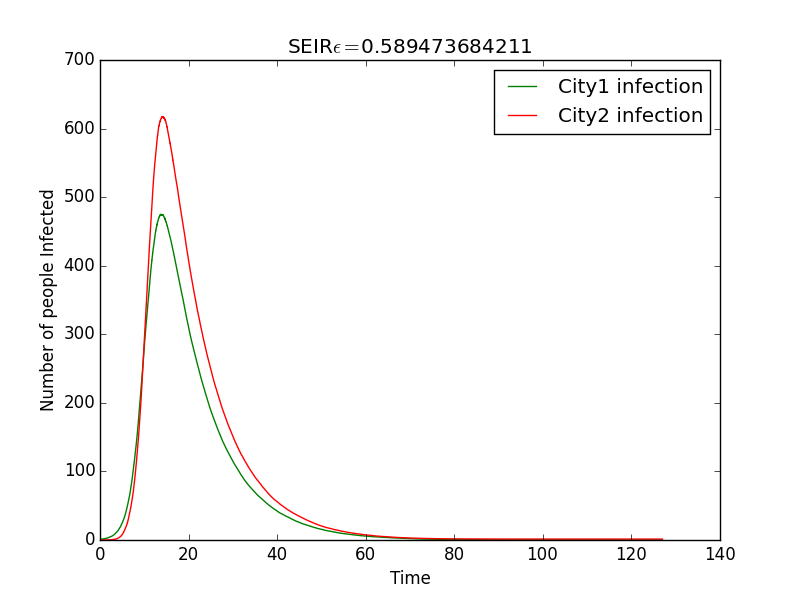 SEIRϵ=0.589473684211
700
600
500
400
300
200
100
0
Number of people Infected
City1 infection
City2 infection
0 20 40 60 80 100 120 140
Time